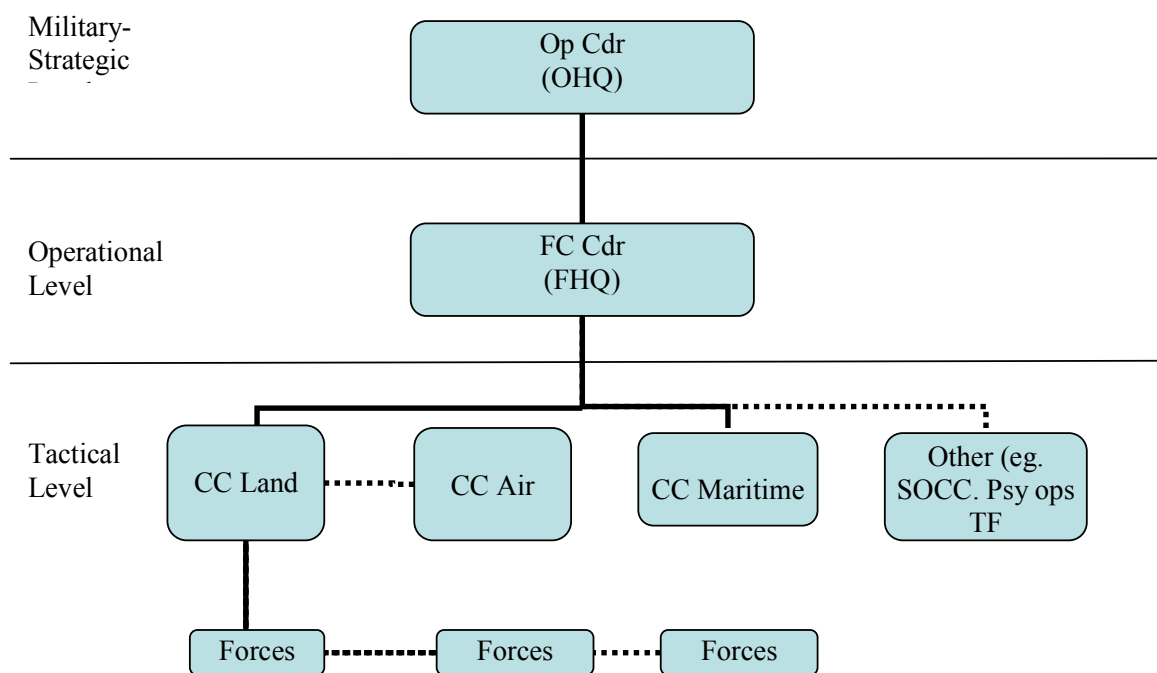 Military-
Strategic
Op Cdr
(OHQ)
Operational
Level
FC Cdr
(FHQ)
Tactical
Level
CC Land
CC Air
CC Maritime
Other (eg.
SOCC. Psy ops
TF
Forces
Forces
Forces